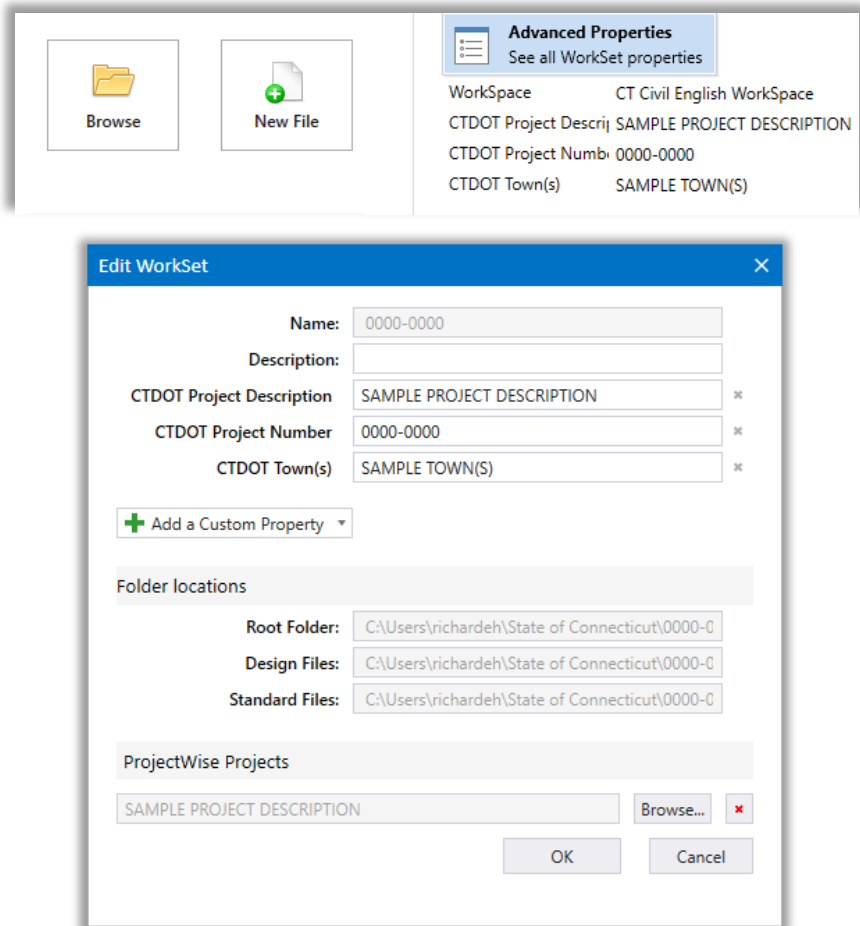 Browse
New File
Advanced Properties
See all WorkSet properties
WorkSpace CT Civil English WorkSpace
CTDOT Project Descrip SAMPLE PROJECT DESCRIPTION
CTDOT Project Numb 0000-0000
CTDOT Town(s) SAMPLE TOWN(S)
Edit WorkSet
Name: 0000-0000
Description:
CTDOT Project Description SAMPLE PROJECT DESCRIPTION
CTDOT Project Number 0000-0000
CTDOT Town(s) SAMPLE TOWN(S)
Add a Custom Property
Folder locations
Root Folder: C:\Users\richardeh\State of Connecticut\0000-0
Design Files: C:\Users\richardeh\State of Connecticut\0000-0
Standard Files: C:\Users\richardeh\State of Connecticut\0000-0
ProjectWise Projects
SAMPLE PROJECT DESCRIPTION Browse...
OK Cancel